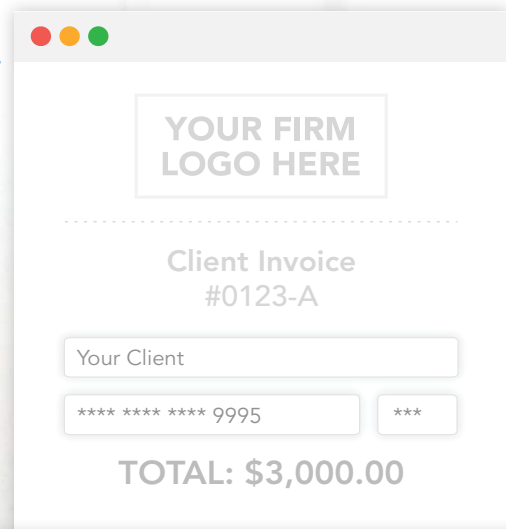 YOUR FIRM
LOGO HERE
Client Invoice
#0123-A
Your Client
**** **** **** 9995
***
TOTAL: $3,000.00